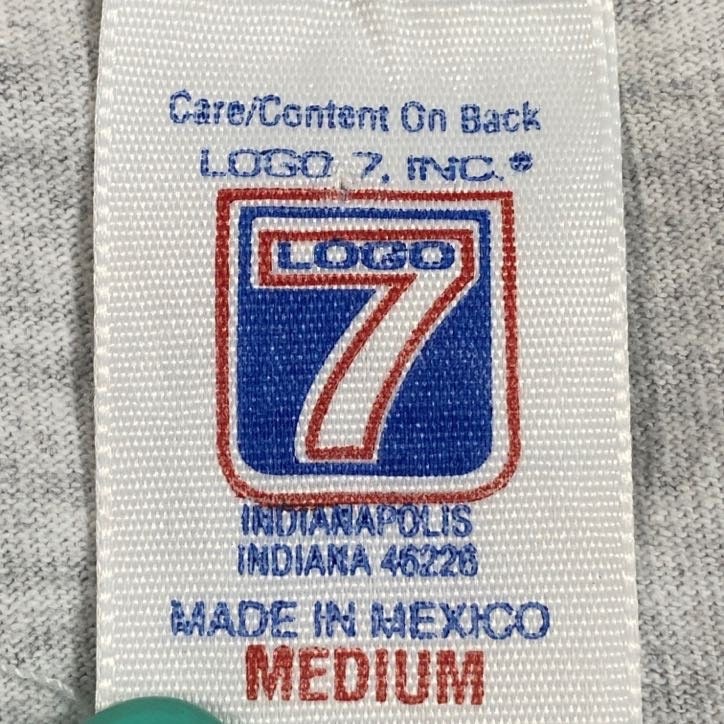 Care/Content On Back
LOGO 7, INC.®
LOGO
7
INDIANAPOLIS
INDIANA 46226
MADE IN MEXICO
MEDIUM